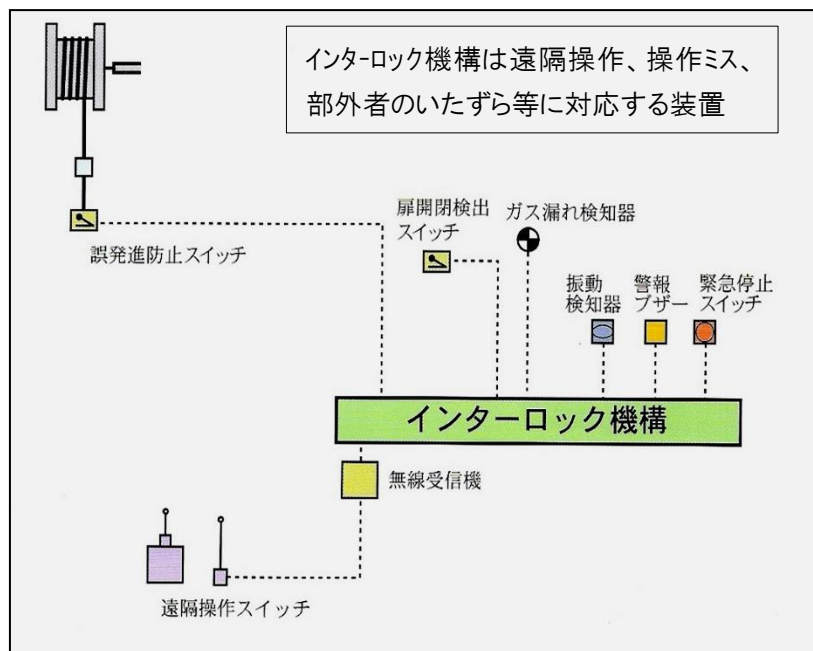 インターロック機構は遠隔操作、操作ミス、
部外者のいたずら等に対応する装置
扉開閉検出
スイッチ
ガス漏れ検知器
誤発進防止スイッチ
振動
検知器
警報
ブザー
緊急停止
スイッチ
インターロック機構
無線受信機
遠隔操作スイッチ